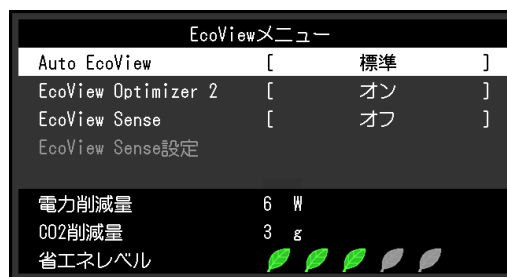 EcoViewメニュー
Auto EcoView [ 標準 ]
EcoView Optimizer 2 [ オン ]
EcoView Sense [ オフ ]
EcoView Sense設定
電力削減量 6 W
CO2削減量 3 g
省エネレベル